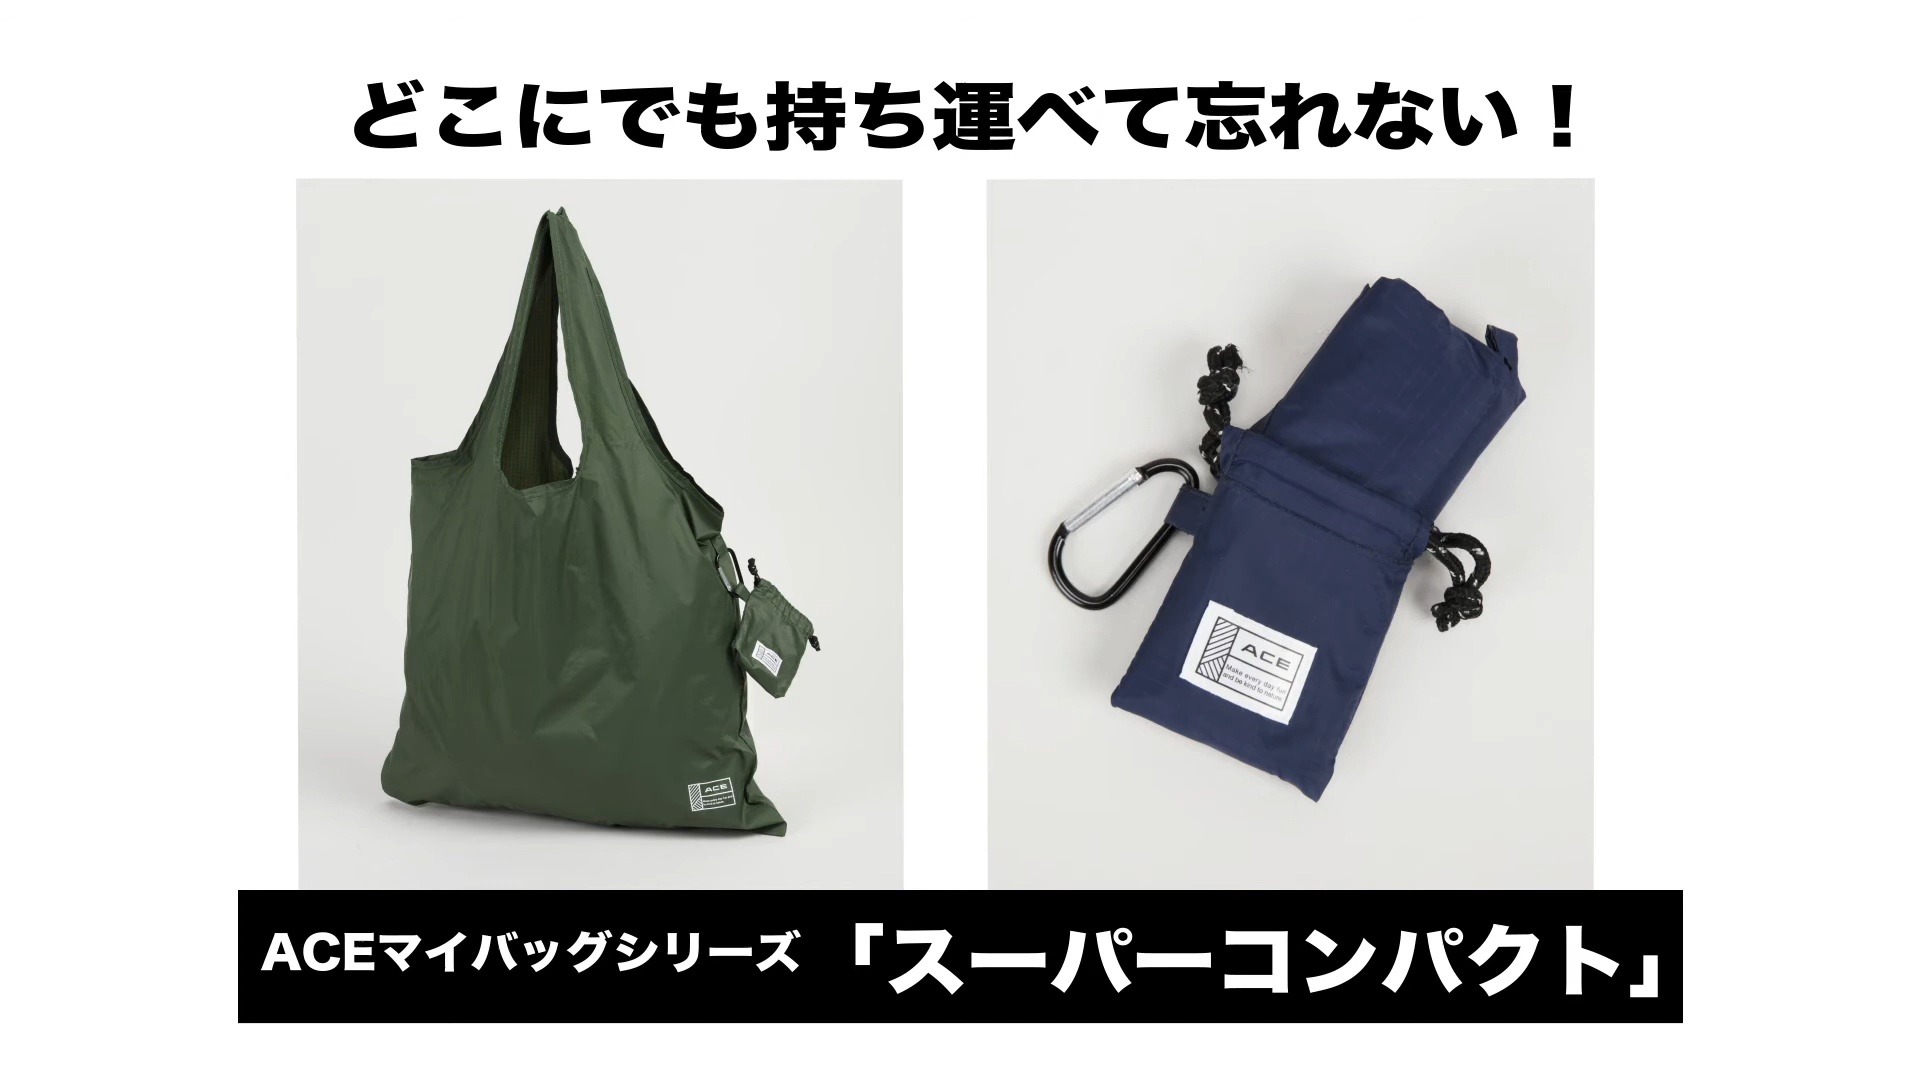 どこにでも持ち運べて忘れない！
ACE
ACE
Make every day fun
and be kind to nature
ACEマイバッグシリーズ「スーパーコンパクト」